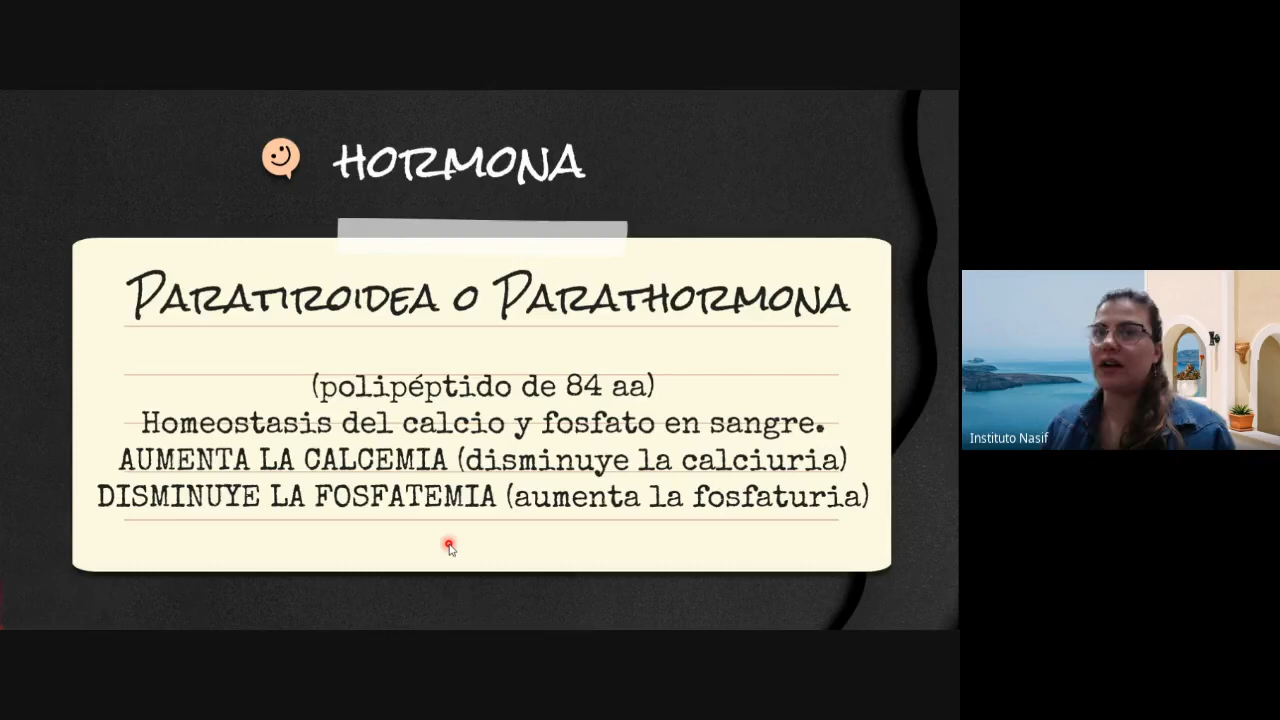 HORMONA
PARATIROIDEA O PARATHORMONA
(polipéptido de 84 aa)
Homeostasis del calcio y fosfato en sangre.
AUMENTA LA CALCEMIA (disminuye la calciuria)
DISMINUYE LA FOSFATEMIA (aumenta la fosfaturia)
Instituto Nasif